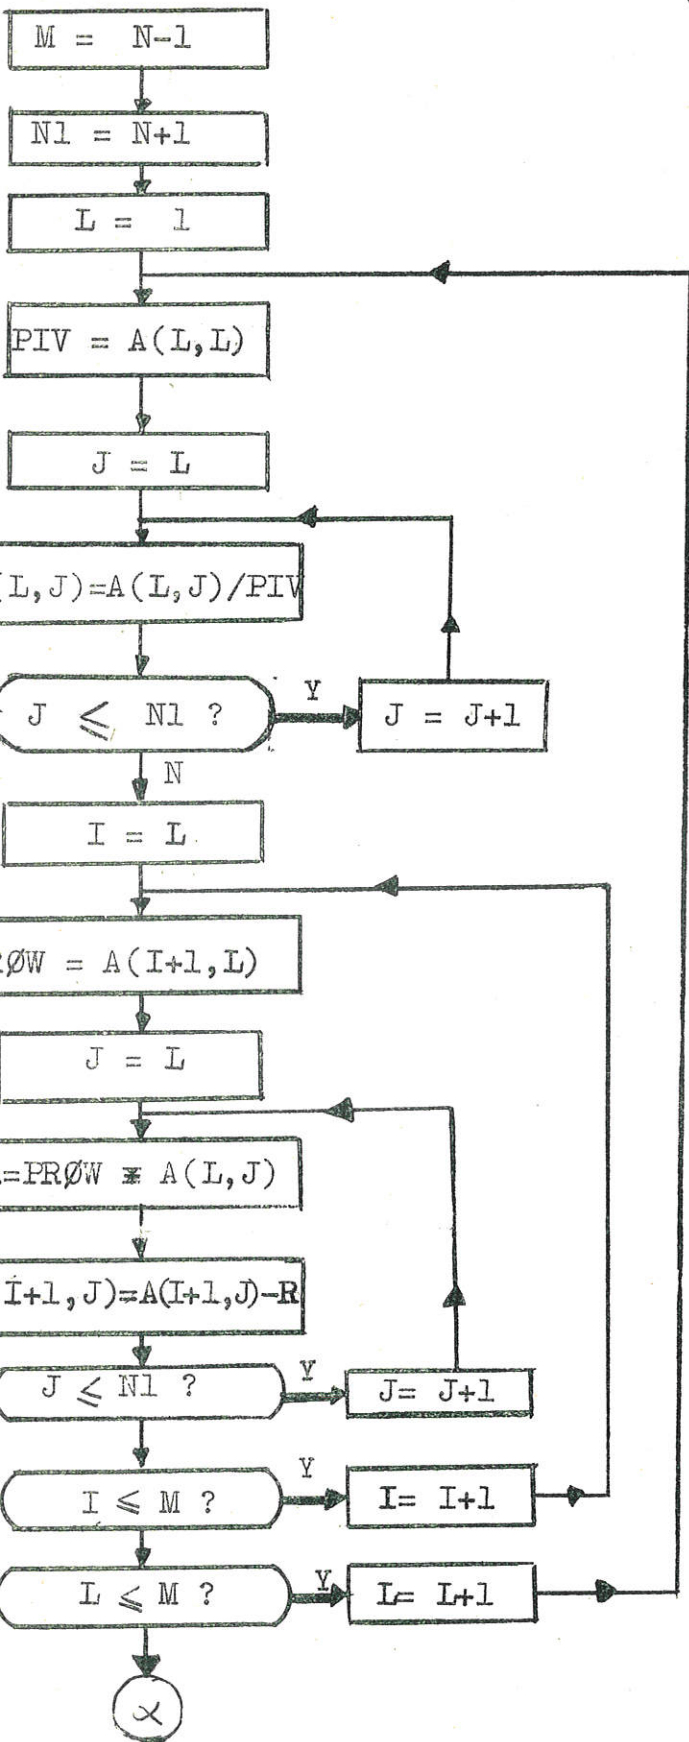 M = N-1
N1 = N+1
L = 1
PIV = A(L,L)
J = L
(L,J)=A(L,J)/PIV
J ≤ N1 ?
Y
J = J+1
N
I = L
RØW = A(I+1,L)
J = L
=PRØW * A(L,J)
I+1,J)=A(I+1,J)-R
J ≤ N1 ?
Y
J= J+1
I ≤ M ?
Y
I= I+1
L ≤ M ?
Y
L= L+1
α